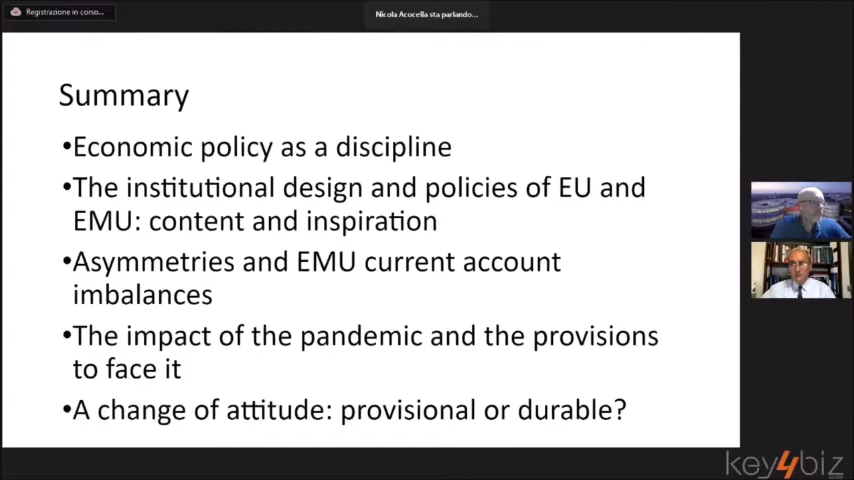 Registrazione in corso...
Nicola Acocella sta parlando...
Summary
•Economic policy as a discipline
•The institutional design and policies of EU and
EMU: content and inspiration
•Asymmetries and EMU current account
imbalances
•The impact of the pandemic and the provisions
to face it
•A change of attitude: provisional or durable?
key4biz